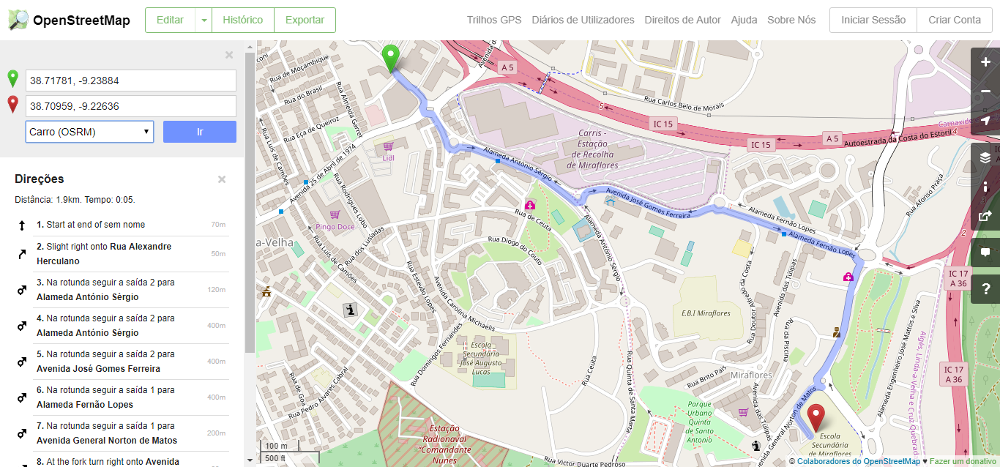 OpenStreetMap
Editar
Histórico
Exportar
Trilhos GPS
Diários de Utilizadores
Direitos de Autor
Ajuda
Sobre Nós
Iniciar Sessão
Criar Conta
38.71781, -9.23884
38.70959, -9.22636
Carro (OSRM)
Ir
Direções
Distância: 1.9km. Tempo: 0:05.
1. Start at end of sem nome
70m
2. Slight right onto Rua Alexandre
Herculano
50m
3. Na rotunda seguir a saída 2 para
Alameda António Sérgio
120m
4. Na rotunda seguir a saída 2 para
Alameda António Sérgio
400m
5. Na rotunda seguir a saída 2 para
Avenida José Gomes Ferreira
400m
6. Na rotunda seguir a saída 1 para
Alameda Fernão Lopes
400m
7. Na rotunda seguir a saída 1 para
Avenida General Norton de Matos
200m
8. At the fork turn right onto Avenida
Rua de Moçambique
Rua do Brasil
Rua Almeida Garret
Rua Eça de Queiroz
Rua Luís de Camões
Avenida 25 de Abril de 1974
Lidl
Rua Rodrigues Lobo
Pingo Doce
a-Velha
Rua dos Lusíadas
Rua Luís de Camões
Rua Estevão Lopes
Avenida Carolina Michaelis
Rua Domingos Fernandes
Rua de Goa
Rua Pedro Álvares Cabral
A 5
IC 15
IC 15
A 5
5
4
Rua Carlos Belo de Morais
Autoestrada da Costa do Estoril
Carnaxide
Carris -
Estação
de Recolha
de Miraflores
Alameda António Sérgio
Avenida José Gomes Ferreira
Alameda Fernão Lopes
Alameda Fernão Lopes
Rua Afonso Praça
Rua de Ceuta
Rua Diogo do Couto
Alameda António Sérgio
Escola
Secundária
José Augusto
Lucas
Estação
Radionaval
"Comandante
Nunes
Rua Ceuta
Rua Quinta de Santa Marta
Rua Victor Duarte Pedroso
E.B.I Miraflores
Rua Doutor Alfredo da Costa
Avenida das Túlipas
Rua da Piscina
Rua Brito Pais
Miraflores
Parque
Urbano
Quinta
de Santo
Antonio
Avenida das Túlipas
Avenida General Norton de Matos
Escola
Secundária
Alameda Engenheiro José Mattos e Silva
Algés, Linda-a-Velha e Cruz Quebrad
2
3
IC 17
A 36
IC 17
A 36
?
100 m
500 ft
© Colaboradores do OpenStreetMap ♥ Fazer um donativo